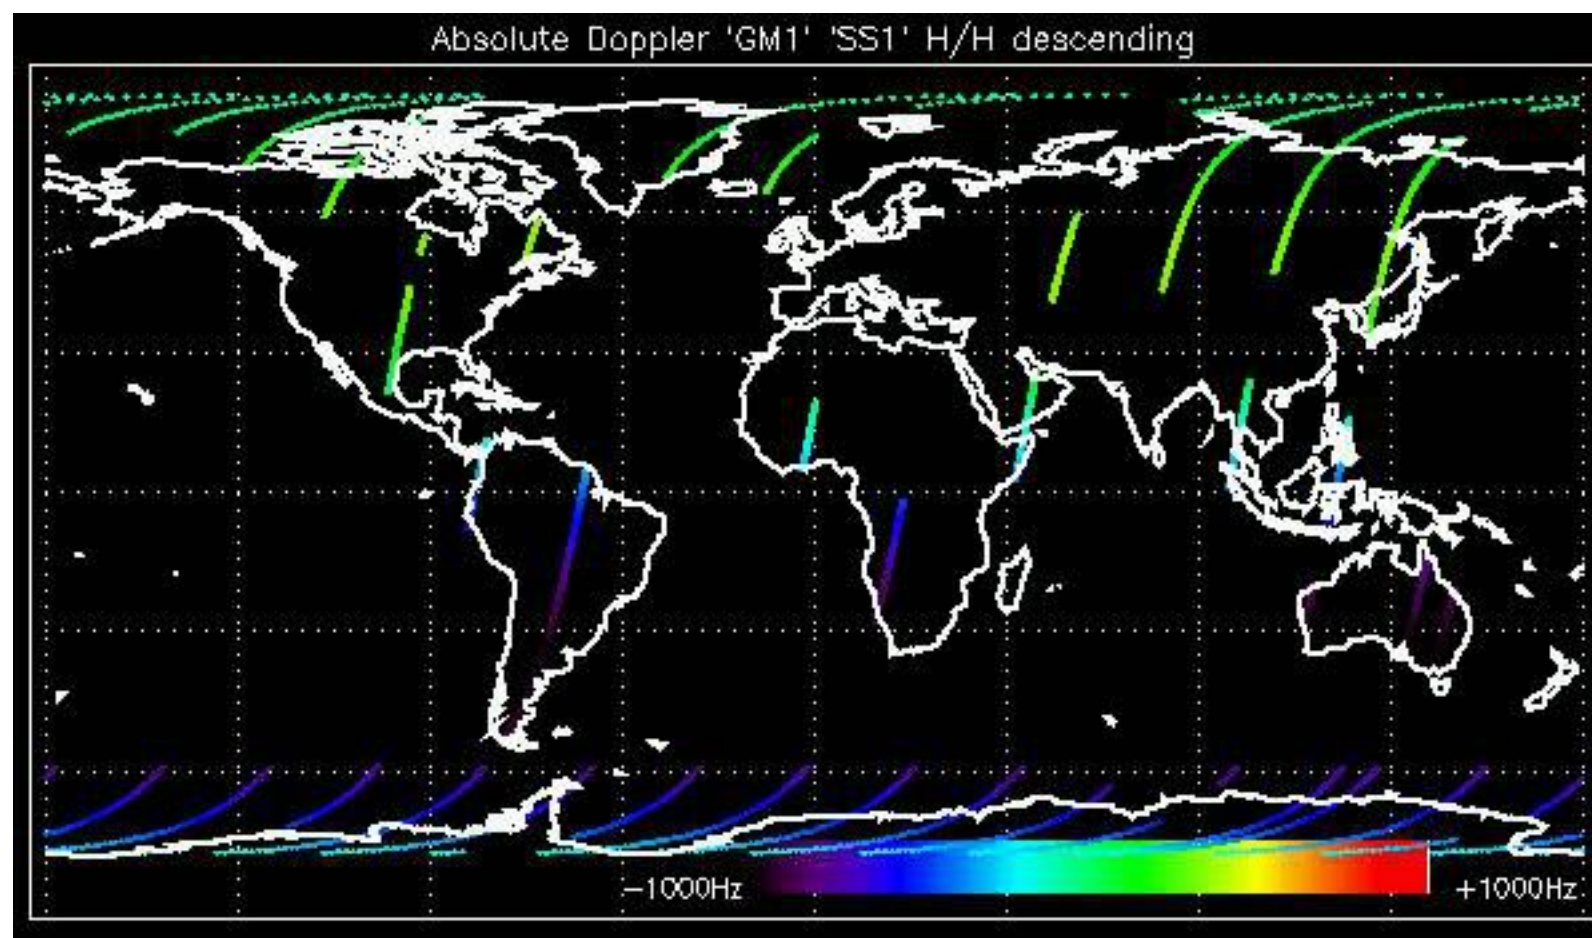 Absolute Doppler 'GM1' 'SS1' H/H descending
−1000Hz +1000Hz